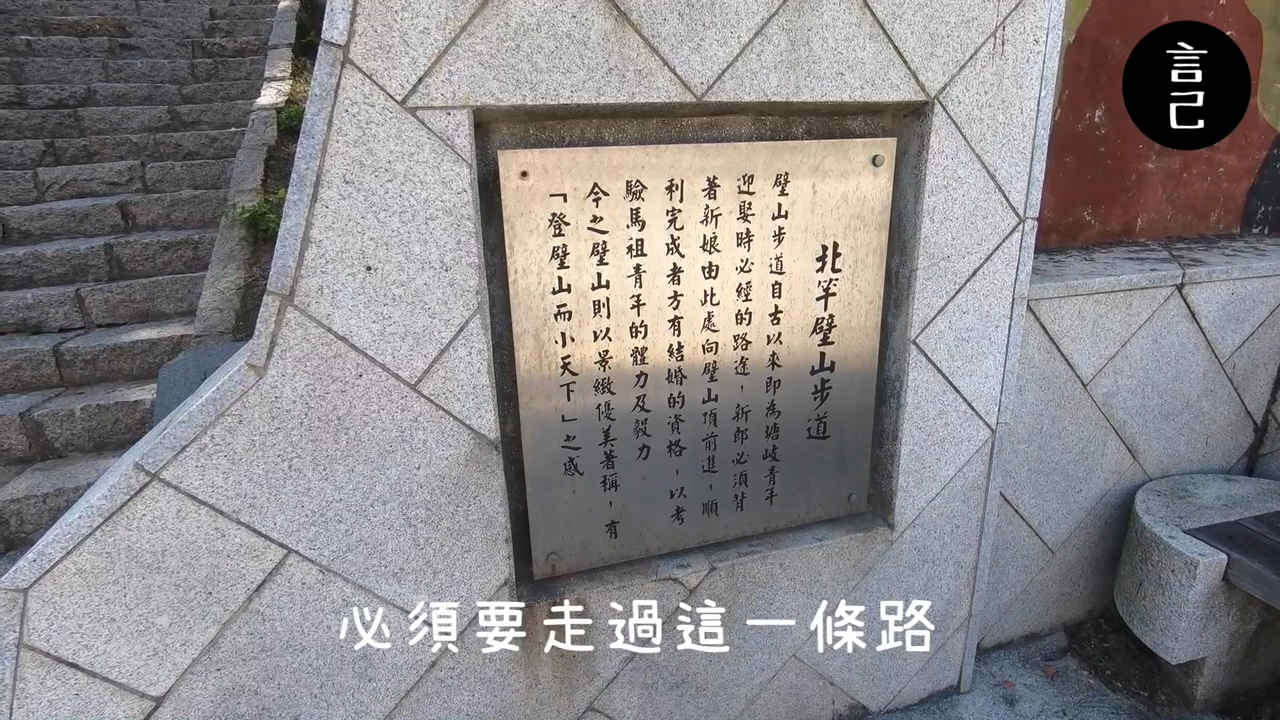 北竿壁山步道
壁山步道自古以來即為塘岐青年
迎娶時必經的路途，新郎必須背
著新娘由此處向壁山頂前進，順
利完成者方有結婚的資格，以考
驗馬祖青年的體力及毅力。
今之壁山則以景緻優美著稱，有
「登壁山而小天下」之感。
言己
必須要走過這一條路